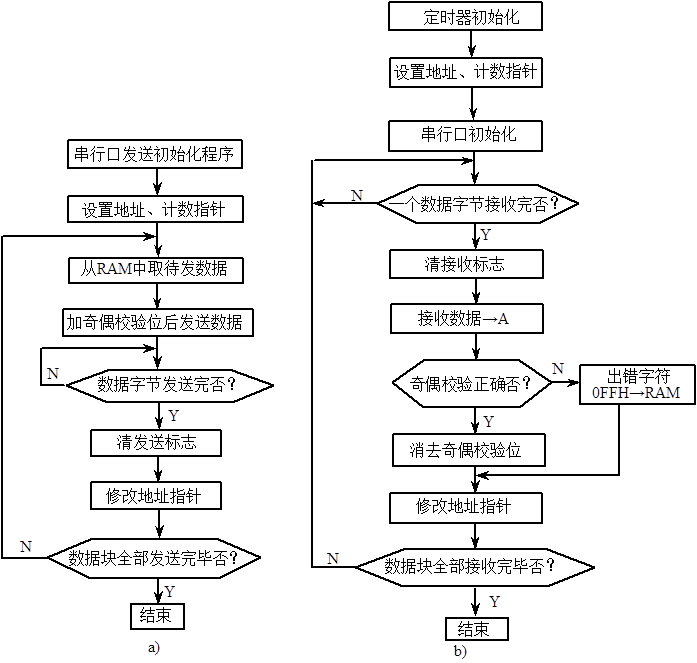 串行口发送初始化程序
设置地址、计数指针
从RAM中取待发数据
加奇偶校验位后发送数据
N
数据字节发送完否？
Y
清发送标志
修改地址指针
N
数据块全部发送完毕否？
Y
结束
a)
定时器初始化
设置地址、计数指针
串行口初始化
N
一个数据字节接收完否？
Y
清接收标志
接收数据→A
奇偶校验正确否？
N
出错字符
0FFH→RAM
Y
消去奇偶校验位
修改地址指针
N
数据块全部接收完毕否？
Y
结束
b)